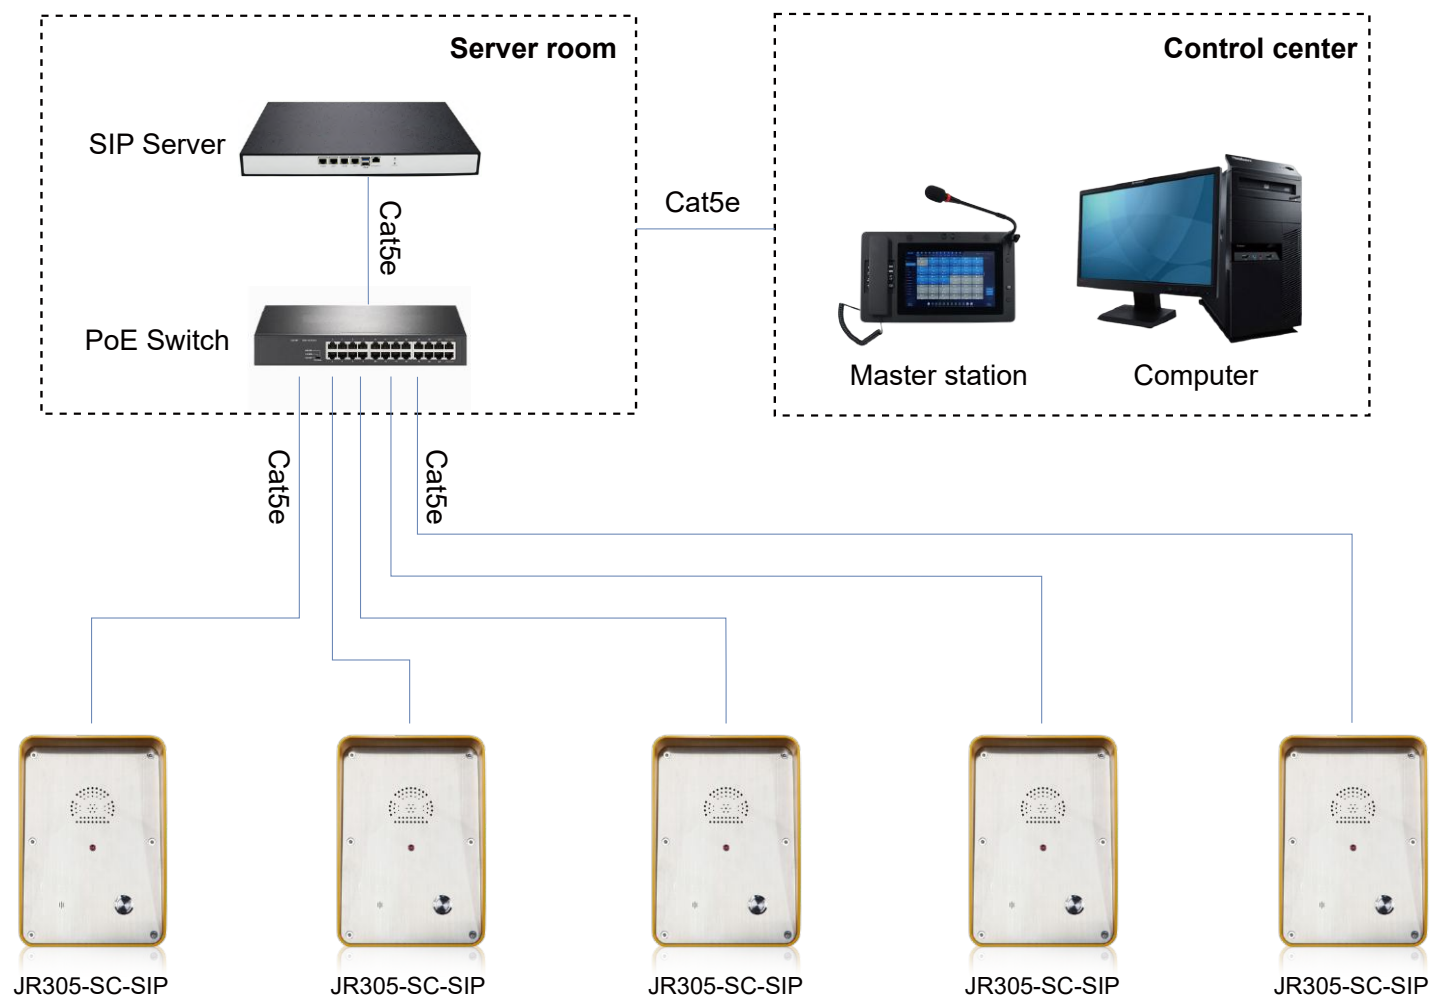 Server room
Control center
SIP Server
Cat5e
Cat5e
PoE Switch
Master station
Computer
Cat5e
Cat5e
JR305-SC-SIP
JR305-SC-SIP
JR305-SC-SIP
JR305-SC-SIP
JR305-SC-SIP